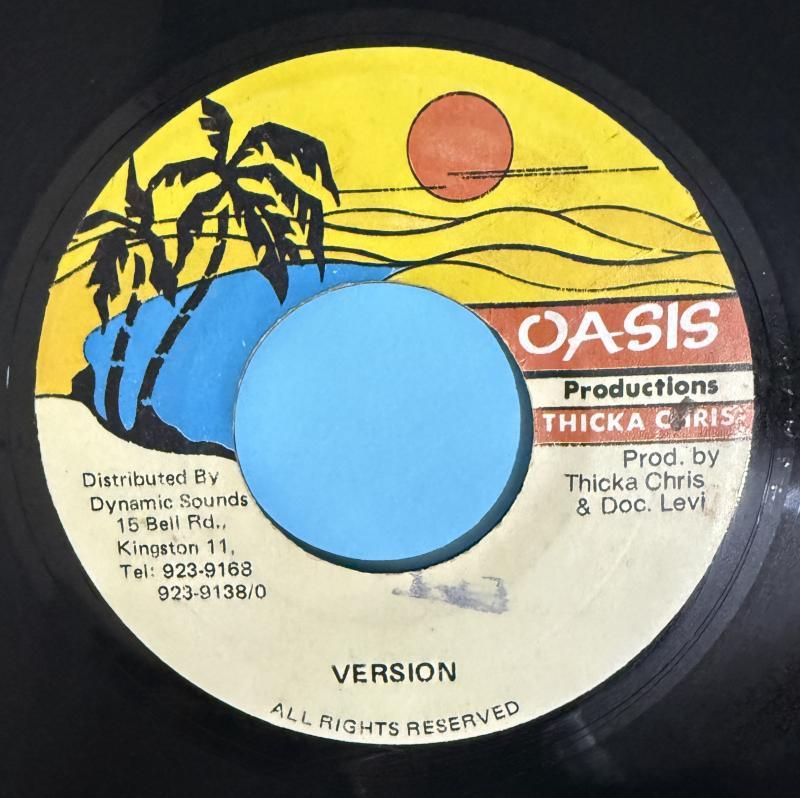 OASIS
Productions
THICKA CHRIS
Prod. by
Thicka Chris
& Doc. Levi
Distributed By
Dynamic Sounds
15 Bell Rd.,
Kingston 11,
Tel: 923-9168
923-9138/0
VERSION
ALL RIGHTS RESERVED